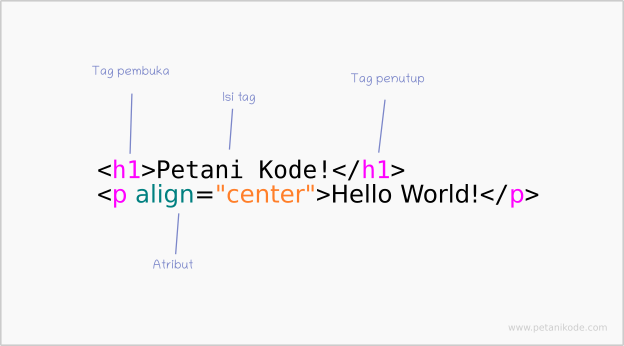 Tag pembuka
Tag penutup
Isi tag
<h1>Petani Kode!</h1>
<p align="center">Hello World!</p>
Atribut
www.petanikode.com